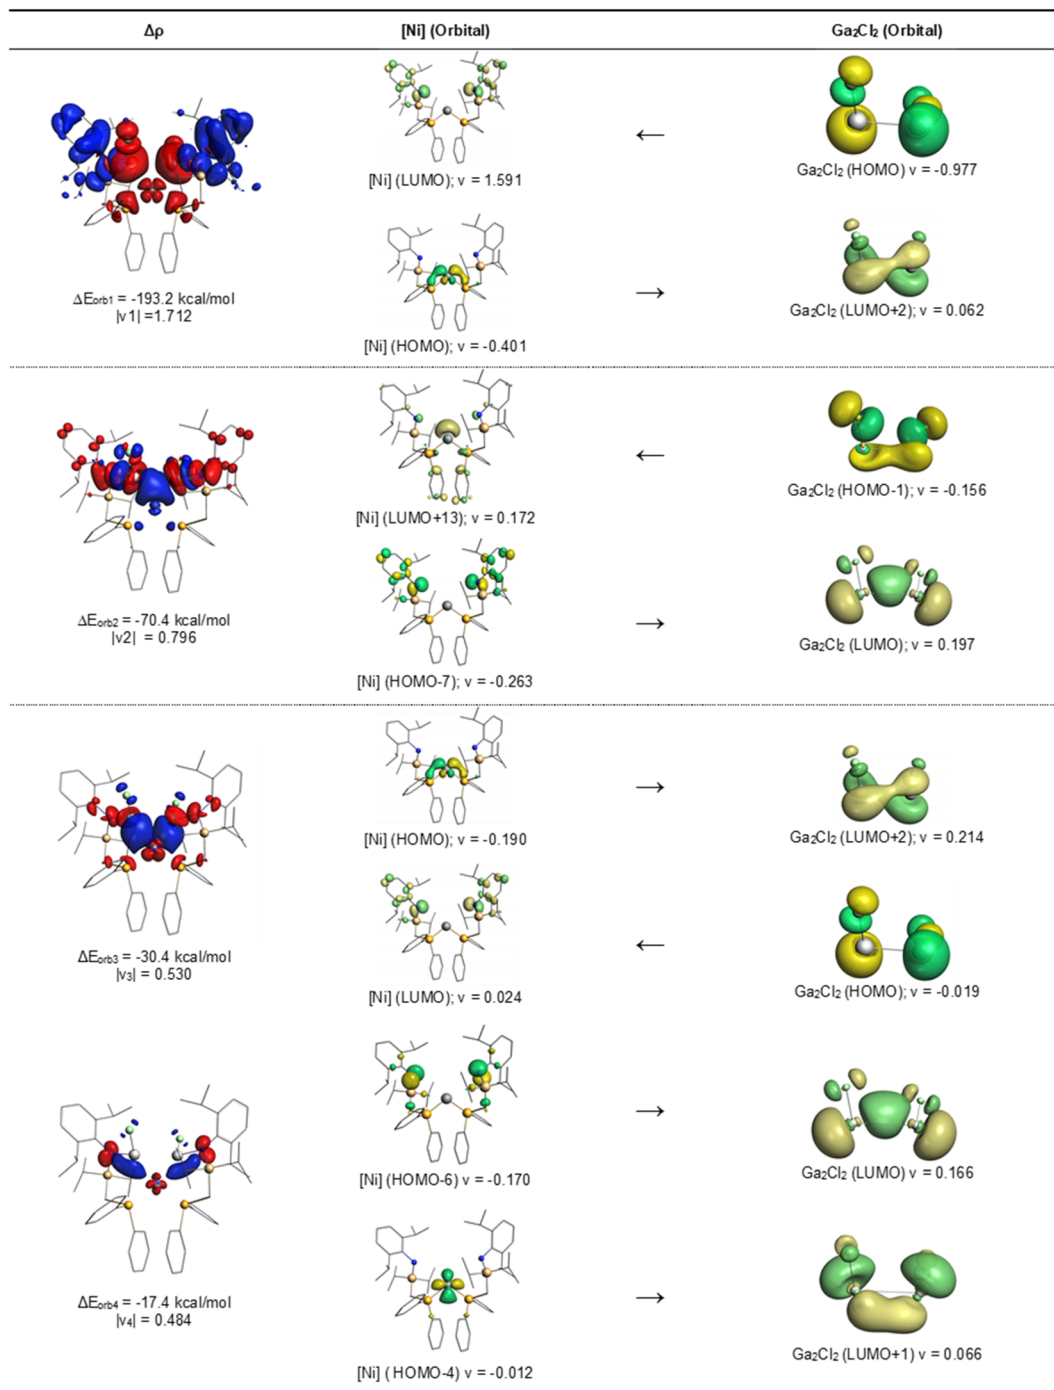 Δρ [Ni] (Orbital) Ga₂Cl₂ (Orbital)
[Ni] (LUMO); v = 1.591
←
Ga₂Cl₂ (HOMO) v = -0.977
ΔEorb1 = -193.2 kcal/mol
|v1| =1.712
[Ni] (HOMO); v = -0.401
→
Ga₂Cl₂ (LUMO+2); v = 0.062
[Ni] (LUMO+13); v = 0.172
←
Ga₂Cl₂ (HOMO-1); v = -0.156
ΔEorb2 = -70.4 kcal/mol
|v2| = 0.796
[Ni] (HOMO-7); v = -0.263
→
Ga₂Cl₂ (LUMO); v = 0.197
[Ni] (HOMO); v = -0.190
→
Ga₂Cl₂ (LUMO+2); v = 0.214
ΔEorb3 = -30.4 kcal/mol
|v₃| = 0.530
[Ni] (LUMO); v = 0.024
←
Ga₂Cl₂ (HOMO); v = -0.019
[Ni] (HOMO-6) v = -0.170
→
Ga₂Cl₂ (LUMO) v = 0.166
ΔEorb4 = -17.4 kcal/mol
|v₄| = 0.484
[Ni] ( HOMO-4) v = -0.012
→
Ga₂Cl₂ (LUMO+1) v = 0.066